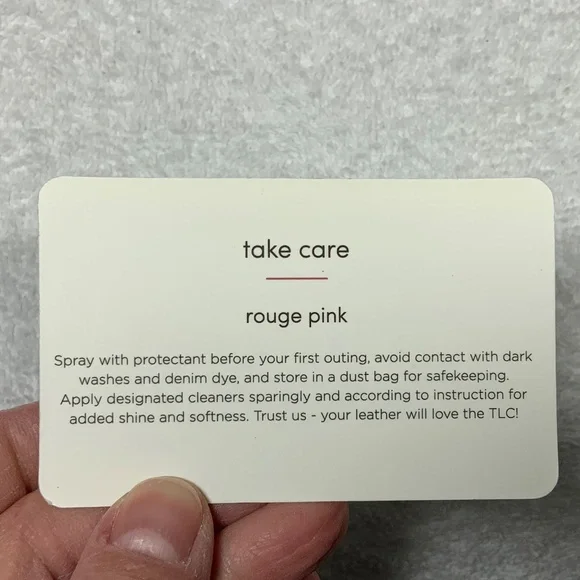 take care
rouge pink
Spray with protectant before your first outing, avoid contact with dark
washes and denim dye, and store in a dust bag for safekeeping.
Apply designated cleaners sparingly and according to instruction for
added shine and softness. Trust us - your leather will love the TLC!